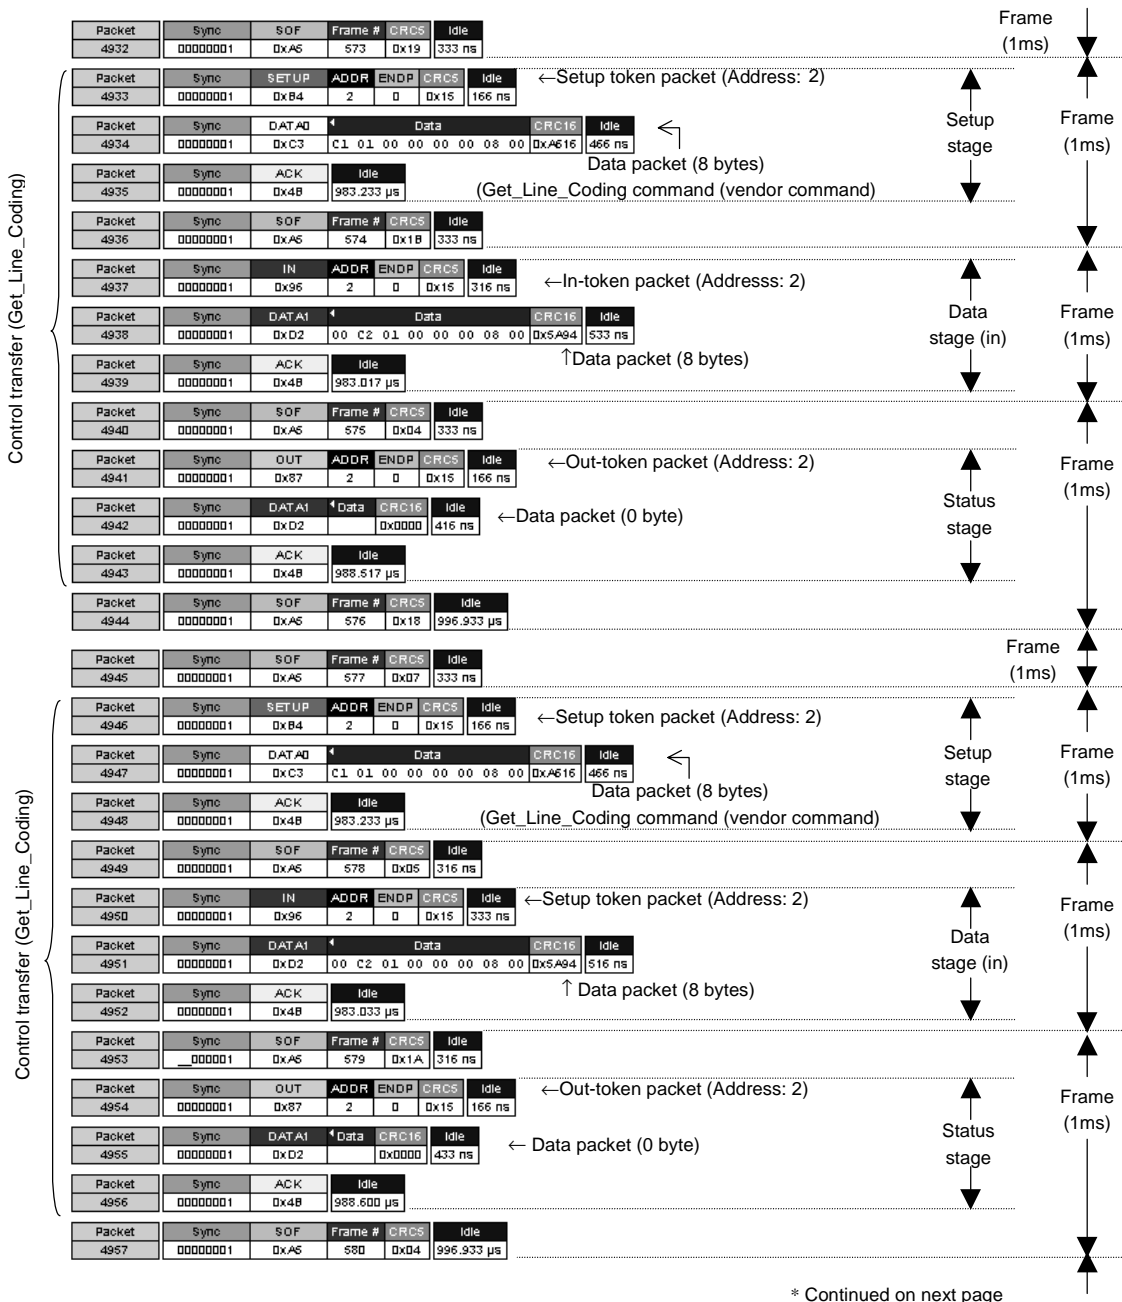 Frame
(1ms)
Packet Sync SOF Frame # CRC5 Idle
4932 00000001 0xA5 573 0x19 333 ns
Control transfer (Get_Line_Coding)
Packet Sync SETUP ADDR ENDP CRC5 Idle
4933 00000001 0xB4 2 0 0x15 166 ns
←Setup token packet (Address: 2)
Packet Sync DATA0 Data CRC16 Idle
4934 00000001 0xC3 C1 01 00 00 00 00 08 00 0xA616 466 ns
Data packet (8 bytes)
(Get_Line_Coding command (vendor command)
Packet Sync ACK Idle
4935 00000001 0x4B 983.233 µs
Setup
stage
Frame
(1ms)
Packet Sync SOF Frame # CRC5 Idle
4936 00000001 0xA5 574 0x1B 333 ns
Packet Sync IN ADDR ENDP CRC5 Idle
4937 00000001 0x96 2 0 0x15 316 ns
←In-token packet (Addresss: 2)
Packet Sync DATA1 Data CRC16 Idle
4938 00000001 0xD2 00 C2 01 00 00 00 08 00 0x5A94 533 ns
↑Data packet (8 bytes)
Packet Sync ACK Idle
4939 00000001 0x4B 983.017 µs
Data
stage (in)
Frame
(1ms)
Packet Sync SOF Frame # CRC5 Idle
4940 00000001 0xA5 575 0x04 333 ns
Packet Sync OUT ADDR ENDP CRC5 Idle
4941 00000001 0x87 2 0 0x15 166 ns
←Out-token packet (Address: 2)
Packet Sync DATA1 Data CRC16 Idle
4942 00000001 0xD2 0x0000 416 ns
←Data packet (0 byte)
Packet Sync ACK Idle
4943 00000001 0x4B 988.517 µs
Status
stage
Frame
(1ms)
Packet Sync SOF Frame # CRC5 Idle
4944 00000001 0xA5 576 0x18 996.933 µs
Frame
(1ms)
Packet Sync SOF Frame # CRC5 Idle
4945 00000001 0xA5 577 0x07 333 ns
Control transfer (Get_Line_Coding)
Packet Sync SETUP ADDR ENDP CRC5 Idle
4946 00000001 0xB4 2 0 0x15 166 ns
←Setup token packet (Address: 2)
Packet Sync DATA0 Data CRC16 Idle
4947 00000001 0xC3 C1 01 00 00 00 00 08 00 0xA616 466 ns
Data packet (8 bytes)
(Get_Line_Coding command (vendor command)
Packet Sync ACK Idle
4948 00000001 0x4B 983.233 µs
Setup
stage
Frame
(1ms)
Packet Sync SOF Frame # CRC5 Idle
4949 00000001 0xA5 578 0x05 316 ns
Packet Sync IN ADDR ENDP CRC5 Idle
4950 00000001 0x96 2 0 0x15 333 ns
←Setup token packet (Address: 2)
Packet Sync DATA1 Data CRC16 Idle
4951 00000001 0xD2 00 C2 01 00 00 00 08 00 0x5A94 516 ns
↑ Data packet (8 bytes)
Packet Sync ACK Idle
4952 00000001 0x4B 983.033 µs
Data
stage (in)
Frame
(1ms)
Packet Sync SOF Frame # CRC5 Idle
4953 __000001 0xA5 579 0x1A 316 ns
Packet Sync OUT ADDR ENDP CRC5 Idle
4954 00000001 0x87 2 0 0x15 166 ns
←Out-token packet (Address: 2)
Packet Sync DATA1 Data CRC16 Idle
4955 00000001 0xD2 0x0000 433 ns
← Data packet (0 byte)
Packet Sync ACK Idle
4956 00000001 0x4B 988.600 µs
Status
stage
Frame
(1ms)
Packet Sync SOF Frame # CRC5 Idle
4957 00000001 0xA5 580 0x04 996.933 µs
* Continued on next page